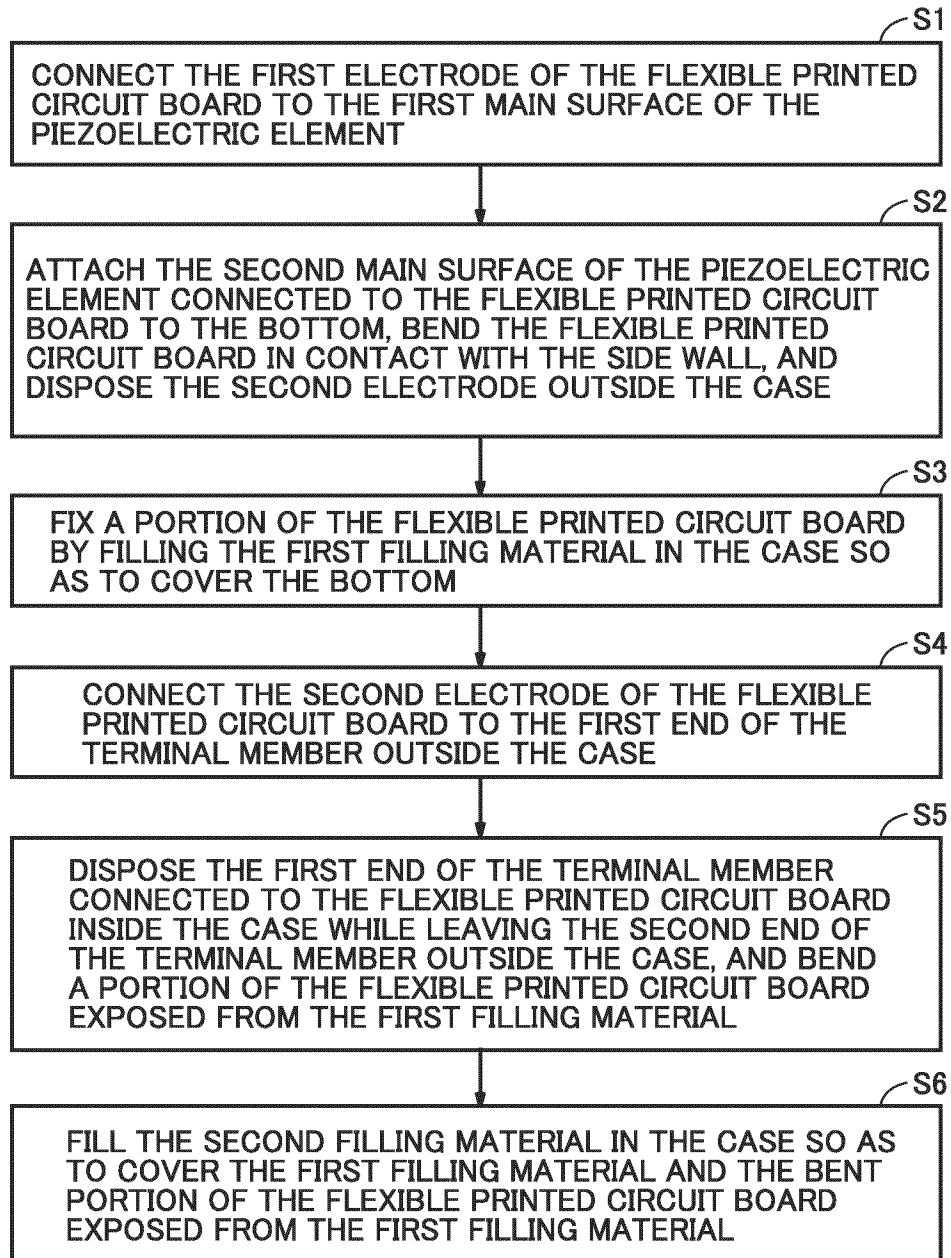 S1
CONNECT THE FIRST ELECTRODE OF THE FLEXIBLE PRINTED
CIRCUIT BOARD TO THE FIRST MAIN SURFACE OF THE
PIEZOELECTRIC ELEMENT
S2
ATTACH THE SECOND MAIN SURFACE OF THE PIEZOELECTRIC
ELEMENT CONNECTED TO THE FLEXIBLE PRINTED CIRCUIT
BOARD TO THE BOTTOM, BEND THE FLEXIBLE PRINTED
CIRCUIT BOARD IN CONTACT WITH THE SIDE WALL, AND
DISPOSE THE SECOND ELECTRODE OUTSIDE THE CASE
S3
FIX A PORTION OF THE FLEXIBLE PRINTED CIRCUIT BOARD
BY FILLING THE FIRST FILLING MATERIAL IN THE CASE SO
AS TO COVER THE BOTTOM
S4
CONNECT THE SECOND ELECTRODE OF THE FLEXIBLE
PRINTED CIRCUIT BOARD TO THE FIRST END OF THE
TERMINAL MEMBER OUTSIDE THE CASE
S5
DISPOSE THE FIRST END OF THE TERMINAL MEMBER
CONNECTED TO THE FLEXIBLE PRINTED CIRCUIT BOARD
INSIDE THE CASE WHILE LEAVING THE SECOND END OF
THE TERMINAL MEMBER OUTSIDE THE CASE, AND BEND
A PORTION OF THE FLEXIBLE PRINTED CIRCUIT BOARD
EXPOSED FROM THE FIRST FILLING MATERIAL
S6
FILL THE SECOND FILLING MATERIAL IN THE CASE SO AS
TO COVER THE FIRST FILLING MATERIAL AND THE BENT
PORTION OF THE FLEXIBLE PRINTED CIRCUIT BOARD
EXPOSED FROM THE FIRST FILLING MATERIAL